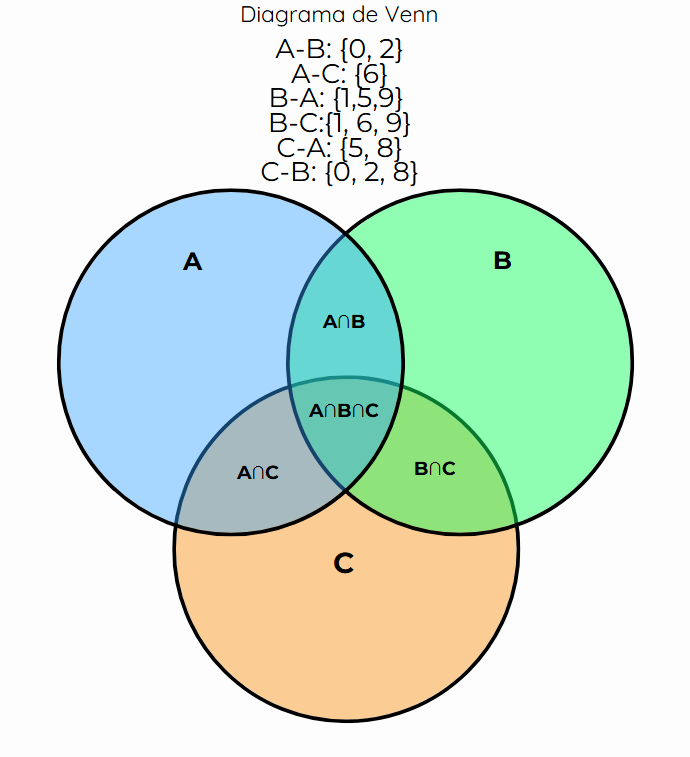 Diagrama de Venn
A-B: {0, 2}
A-C: {6}
B-A: {1,5,9}
B-C:{1, 6, 9}
C-A: {5, 8}
C-B: {0, 2, 8}
A
B
A∩B
A∩B∩C
A∩C
B∩C
C